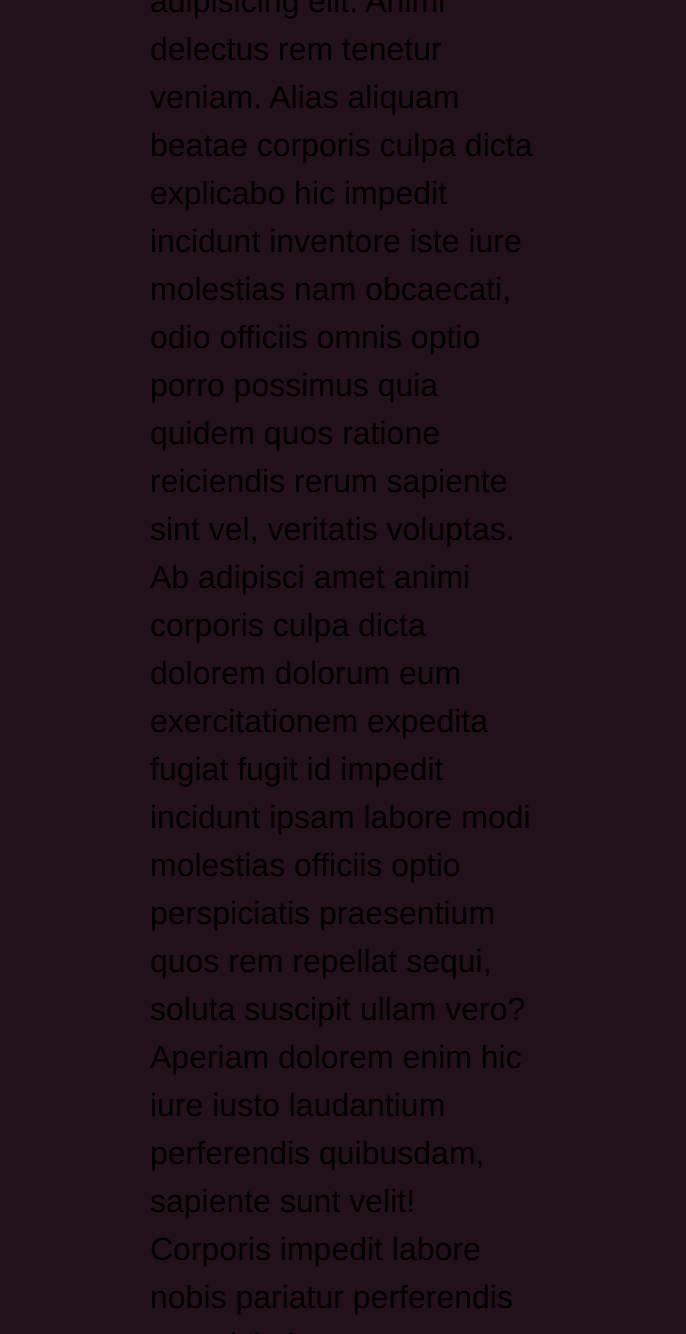 adipisicing elit. Animi
delectus rem tenetur
veniam. Alias aliquam
beatae corporis culpa dicta
explicabo hic impedit
incidunt inventore iste iure
molestias nam obcaecati,
odio officiis omnis optio
porro possimus quia
quidem quos ratione
reiciendis rerum sapiente
sint vel, veritatis voluptas.
Ab adipisci amet animi
corporis culpa dicta
dolorem dolorum eum
exercitationem expedita
fugiat fugit id impedit
incidunt ipsam labore modi
molestias officiis optio
perspiciatis praesentium
quos rem repellat sequi,
soluta suscipit ullam vero?
Aperiam dolorem enim hic
iure iusto laudantium
perferendis quibusdam,
sapiente sunt velit!
Corporis impedit labore
nobis pariatur perferendis